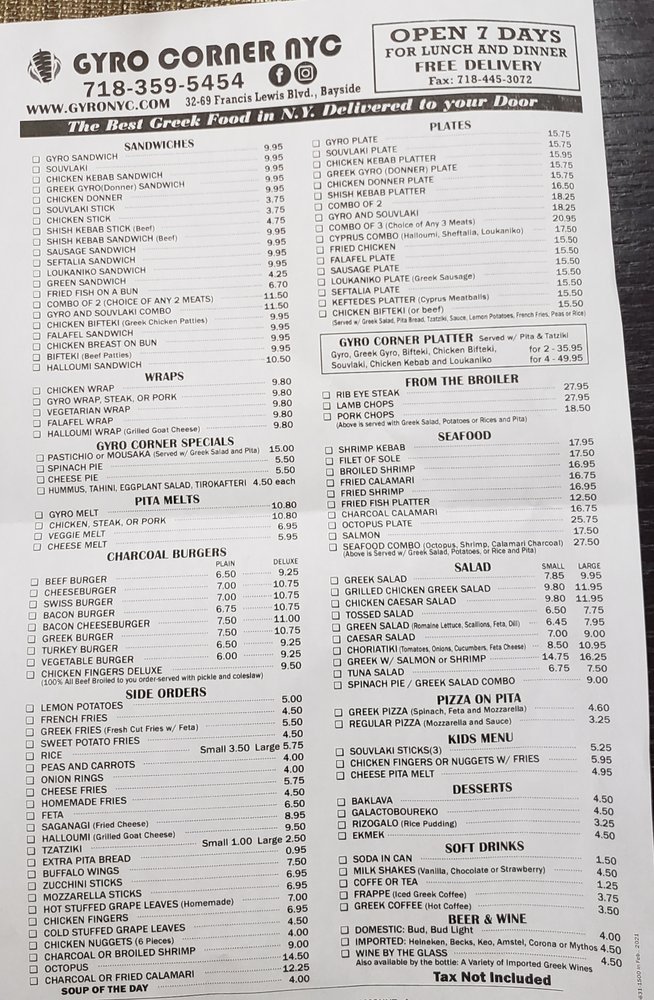 GYRO CORNER NYC
718-359-5454
WWW.GYRONYC.COM 32-69 Francis Lewis Blvd., Bayside
OPEN 7 DAYS
FOR LUNCH AND DINNER
FREE DELIVERY
Fax: 718-445-3072
The Best Greek Food in N.Y. Delivered to your Door
SANDWICHES
GYRO SANDWICH 9.95
SOUVLAKI 9.95
CHICKEN KEBAB SANDWICH 9.95
GREEK GYRO(Donner) SANDWICH 9.95
CHICKEN DONNER 9.95
SOUVLAKI STICK 3.75
CHICKEN STICK 3.75
SHISH KEBAB STICK (Beef) 4.75
SHISH KEBAB SANDWICH (Beef) 9.95
SAUSAGE SANDWICH 9.95
SEFTALIA SANDWICH 9.95
LOUKANIKO SANDWICH 9.95
GREEN SANDWICH 4.25
FRIED FISH ON A BUN 6.70
COMBO OF 2 (CHOICE OF ANY 2 MEATS) 11.50
GYRO AND SOUVLAKI COMBO 11.50
CHICKEN BIFTEKI (Greek Chicken Patties) 9.95
FALAFEL SANDWICH 9.95
CHICKEN BREAST ON BUN 9.95
BIFTEKI (Beef Patties) 9.95
HALLOUMI SANDWICH 10.50
WRAPS
CHICKEN WRAP 9.80
GYRO WRAP, STEAK, OR PORK 9.80
VEGETARIAN WRAP 9.80
FALAFEL WRAP 9.80
HALLOUMI WRAP (Grilled Goat Cheese) 9.80
GYRO CORNER SPECIALS
PASTICHIO or MOUSAKA (Served w/ Greek Salad and Pita) 15.00
SPINACH PIE 5.50
CHEESE PIE 5.50
HUMMUS, TAHINI, EGGPLANT SALAD, TIROKAFTERI 4.50 each
PITA MELTS
GYRO MELT 10.80
CHICKEN, STEAK, OR PORK 10.80
VEGGIE MELT 6.95
CHEESE MELT 5.95
CHARCOAL BURGERS
PLAIN DELUXE
BEEF BURGER 6.50 9.25
CHEESEBURGER 7.00 10.75
SWISS BURGER 7.00 10.75
BACON BURGER 6.75 10.75
BACON CHEESEBURGER 7.50 11.00
GREEK BURGER 7.50 10.75
TURKEY BURGER 6.50 9.25
VEGETABLE BURGER 6.00 9.25
CHICKEN FINGERS DELUXE 9.50
(100% All Beef Broiled to you order-served with pickle and coleslaw)
SIDE ORDERS
LEMON POTATOES 5.00
FRENCH FRIES 4.50
GREEK FRIES (Fresh Cut Fries w/ Feta) 5.50
SWEET POTATO FRIES 4.50
RICE Small 3.50 Large 5.75
PEAS AND CARROTS 4.00
ONION RINGS 4.00
CHEESE FRIES 5.75
HOMEMADE FRIES 4.50
FETA 6.50
SAGANAGI (Fried Cheese) 8.95
HALLOUMI (Grilled Goat Cheese) 9.50
TZATZIKI Small 1.00 Large 2.50
EXTRA PITA BREAD 0.95
BUFFALO WINGS 7.50
ZUCCHINI STICKS 6.95
MOZZARELLA STICKS 6.95
HOT STUFFED GRAPE LEAVES (Homemade) 7.00
CHICKEN FINGERS 6.95
COLD STUFFED GRAPE LEAVES 4.50
CHICKEN NUGGETS (6 Pieces) 4.00
CHARCOAL OR BROILED SHRIMP 9.00
OCTOPUS 14.50
CHARCOAL OR FRIED CALAMARI 12.25
SOUP OF THE DAY 4.00
PLATES
GYRO PLATE 15.75
SOUVLAKI PLATE 15.75
CHICKEN KEBAB PLATTER 15.95
GREEK GYRO (DONNER) PLATE 15.75
CHICKEN DONNER PLATE 15.75
SHISH KEBAB PLATTER 16.50
COMBO OF 2 18.25
GYRO AND SOUVLAKI 18.25
COMBO OF 3 (Choice of Any 3 Meats) 20.95
CYPRUS COMBO (Halloumi, Sheftalia, Loukaniko) 17.50
FRIED CHICKEN 15.50
FALAFEL PLATE 15.50
SAUSAGE PLATE 15.50
LOUKANIKO PLATE (Greek Sausage) 15.50
SEFTALIA PLATE 15.50
KEFTEDES PLATTER (Cyprus Meatballs) 15.50
CHICKEN BIFTEKI (or beef) 15.50
(Served w/ Greek Salad, Pita Bread, Tzatziki, Sauce, Lemon Potatoes, French Fries, Peas or Rice)
GYRO CORNER PLATTER Served w/ Pita & Tatziki
Gyro, Greek Gyro, Bifteki, Chicken Bifteki, for 2 - 35.95
Souvlaki, Chicken Kebab and Loukaniko for 4 - 49.95
FROM THE BROILER
RIB EYE STEAK 27.95
LAMB CHOPS 27.95
PORK CHOPS 18.50
(Above is served with Greek Salad, Potatoes or Rices and Pita)
SEAFOOD
SHRIMP KEBAB 17.95
FILET OF SOLE 17.50
BROILED SHRIMP 16.95
FRIED CALAMARI 16.75
FRIED SHRIMP 16.95
FRIED FISH PLATTER 12.50
CHARCOAL CALAMARI 16.75
OCTOPUS PLATE 25.75
SALMON 17.50
SEAFOOD COMBO (Octopus, Shrimp, Calamari Charcoal) 27.50
(Above is Served w/ Greek Salad, Potatoes, or Rice and Pita)
SALAD SMALL LARGE
GREEK SALAD 7.85 9.95
GRILLED CHICKEN GREEK SALAD 9.80 11.95
CHICKEN CAESAR SALAD 9.80 11.95
TOSSED SALAD 6.50 7.75
GREEN SALAD (Romaine Lettuce, Scallions, Feta, Dill) 6.45 7.95
CAESAR SALAD 7.00 9.00
CHORIATIKI (Tomatoes, Onions, Cucumbers, Feta Cheese) 8.50 10.95
GREEK W/ SALMON or SHRIMP 14.75 16.25
TUNA SALAD 6.75 7.50
SPINACH PIE / GREEK SALAD COMBO 9.00
PIZZA ON PITA
GREEK PIZZA (Spinach, Feta and Mozzarella) 4.60
REGULAR PIZZA (Mozzarella and Sauce) 3.25
KIDS MENU
SOUVLAKI STICKS(3) 5.25
CHICKEN FINGERS OR NUGGETS W/ FRIES 5.95
CHEESE PITA MELT 4.95
DESSERTS
BAKLAVA 4.50
GALACTOBOUREKO 4.50
RIZOGALO (Rice Pudding) 3.25
EKMEK 4.50
SOFT DRINKS
SODA IN CAN 1.50
MILK SHAKES (Vanilla, Chocolate or Strawberry) 4.50
COFFE OR TEA 1.25
FRAPPE (Iced Greek Coffee) 3.75
GREEK COFFEE (Hot Coffee) 3.50
BEER & WINE
DOMESTIC: Bud, Bud Light 4.00
IMPORTED: Heineken, Becks, Keo, Amstel, Corona or Mythos 4.50
WINE BY THE GLASS 4.50
Also available by the bottle: A Variety of Imported Greek Wines
Tax Not Included